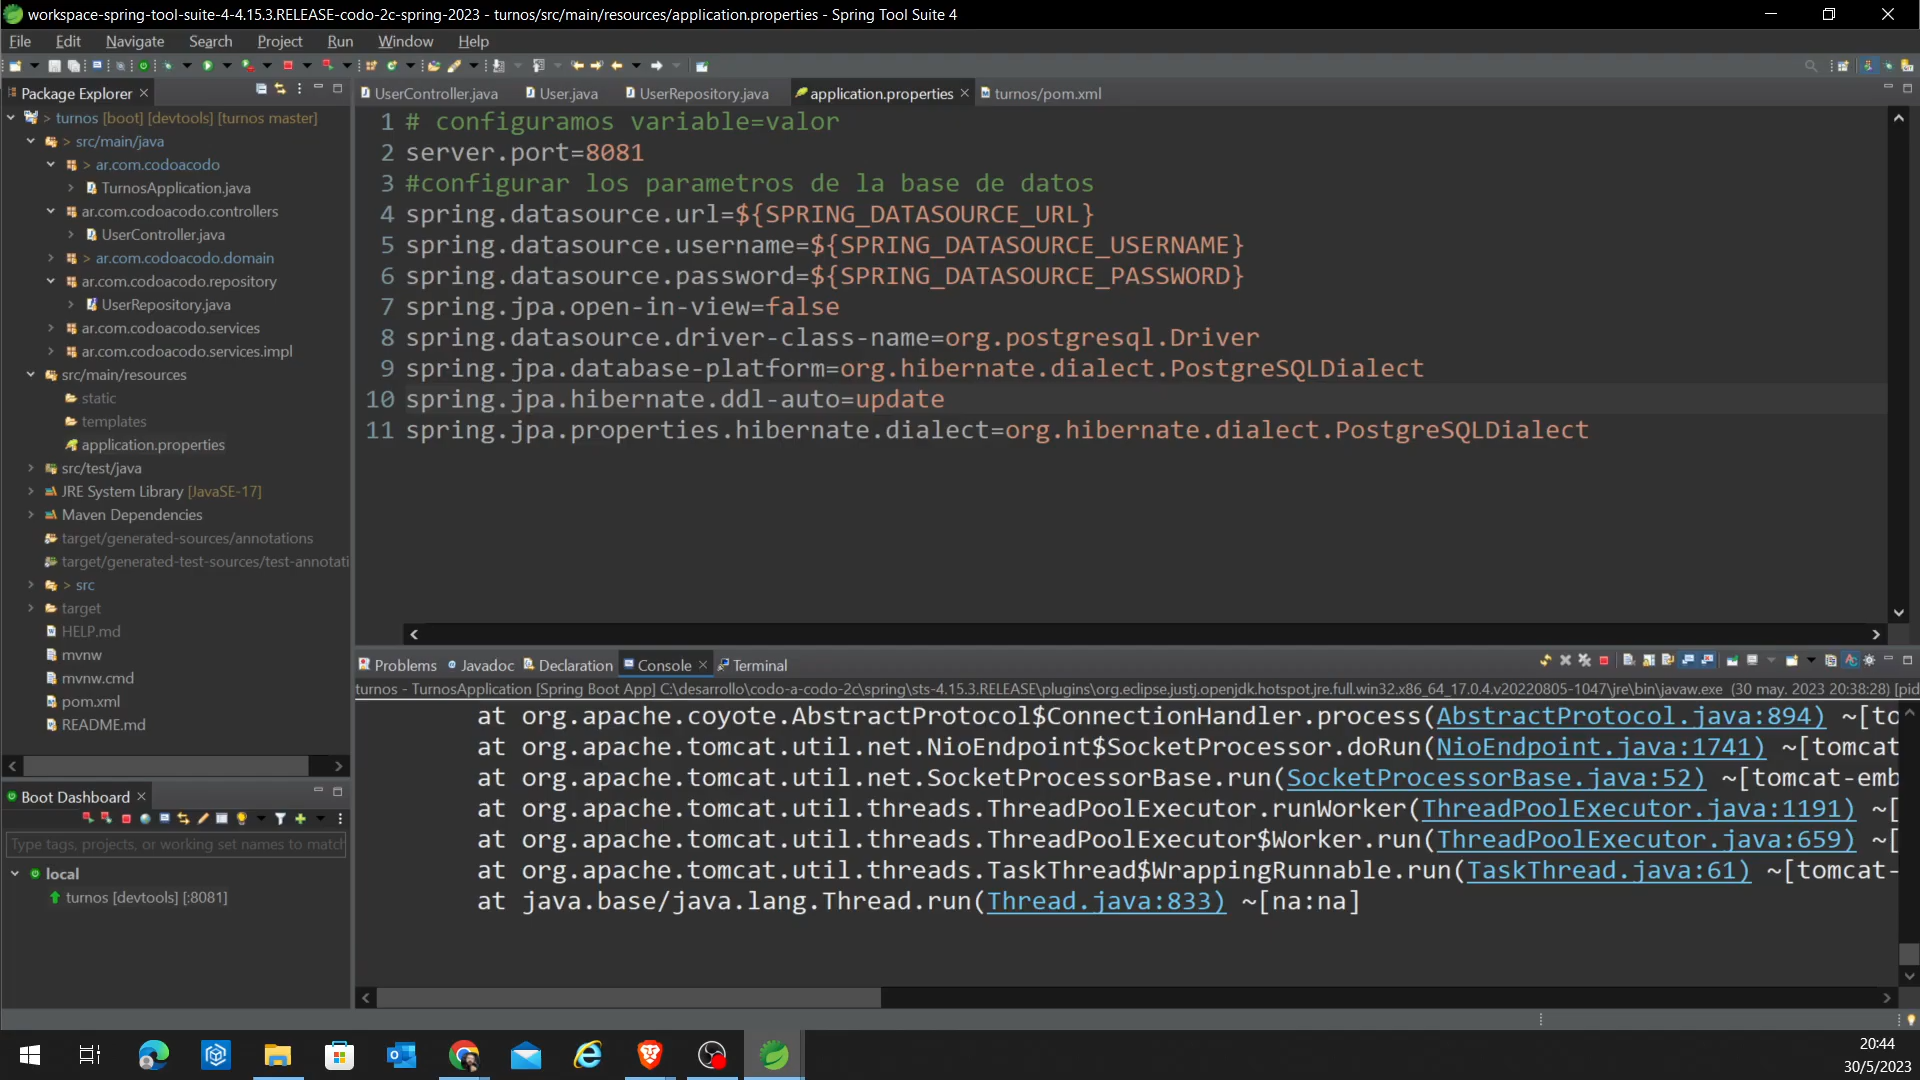 workspace-spring-tool-suite-4-4.15.3.RELEASE-codo-2c-spring-2023 - turnos/src/main/resources/application.properties - Spring Tool Suite 4
File Edit Navigate Search Project Run Window Help
Package Explorer
turnos [boot] [devtools] [turnos master]
src/main/java
ar.com.codoacodo
TurnosApplication.java
ar.com.codoacodo.controllers
UserController.java
ar.com.codoacodo.domain
ar.com.codoacodo.repository
UserRepository.java
ar.com.codoacodo.services
ar.com.codoacodo.services.impl
src/main/resources
static
templates
application.properties
src/test/java
JRE System Library [JavaSE-17]
Maven Dependencies
target/generated-sources/annotations
target/generated-test-sources/test-annotati
src
target
HELP.md
mvnw
mvnw.cmd
pom.xml
README.md
Boot Dashboard
Type tags, projects, or working set names to match
local
turnos [devtools] [:8081]
UserController.java User.java UserRepository.java application.properties turnos/pom.xml
1 # configuramos variable=valor
2 server.port=8081
3 #configurar los parametros de la base de datos
4 spring.datasource.url=${SPRING_DATASOURCE_URL}
5 spring.datasource.username=${SPRING_DATASOURCE_USERNAME}
6 spring.datasource.password=${SPRING_DATASOURCE_PASSWORD}
7 spring.jpa.open-in-view=false
8 spring.datasource.driver-class-name=org.postgresql.Driver
9 spring.jpa.database-platform=org.hibernate.dialect.PostgreSQLDialect
10 spring.jpa.hibernate.ddl-auto=update
11 spring.jpa.properties.hibernate.dialect=org.hibernate.dialect.PostgreSQLDialect
Problems Javadoc Declaration Console Terminal
turnos - TurnosApplication [Spring Boot App] C:\desarrollo\codo-a-codo-2c\spring\sts-4.15.3.RELEASE\plugins\org.eclipse.justj.openjdk.hotspot.jre.full.win32.x86_64_17.0.4.v20220805-1047\jre\bin\javaw.exe (30 may. 2023 20:38:28) [pid
at org.apache.coyote.AbstractProtocol$ConnectionHandler.process(AbstractProtocol.java:894) ~[to
at org.apache.tomcat.util.net.NioEndpoint$SocketProcessor.doRun(NioEndpoint.java:1741) ~[tomcat
at org.apache.tomcat.util.net.SocketProcessorBase.run(SocketProcessorBase.java:52) ~[tomcat-emb
at org.apache.tomcat.util.threads.ThreadPoolExecutor.runWorker(ThreadPoolExecutor.java:1191) ~[
at org.apache.tomcat.util.threads.ThreadPoolExecutor$Worker.run(ThreadPoolExecutor.java:659) ~[
at org.apache.tomcat.util.threads.TaskThread$WrappingRunnable.run(TaskThread.java:61) ~[tomcat-
at java.base/java.lang.Thread.run(Thread.java:833) ~[na:na]
20:44
30/5/2023